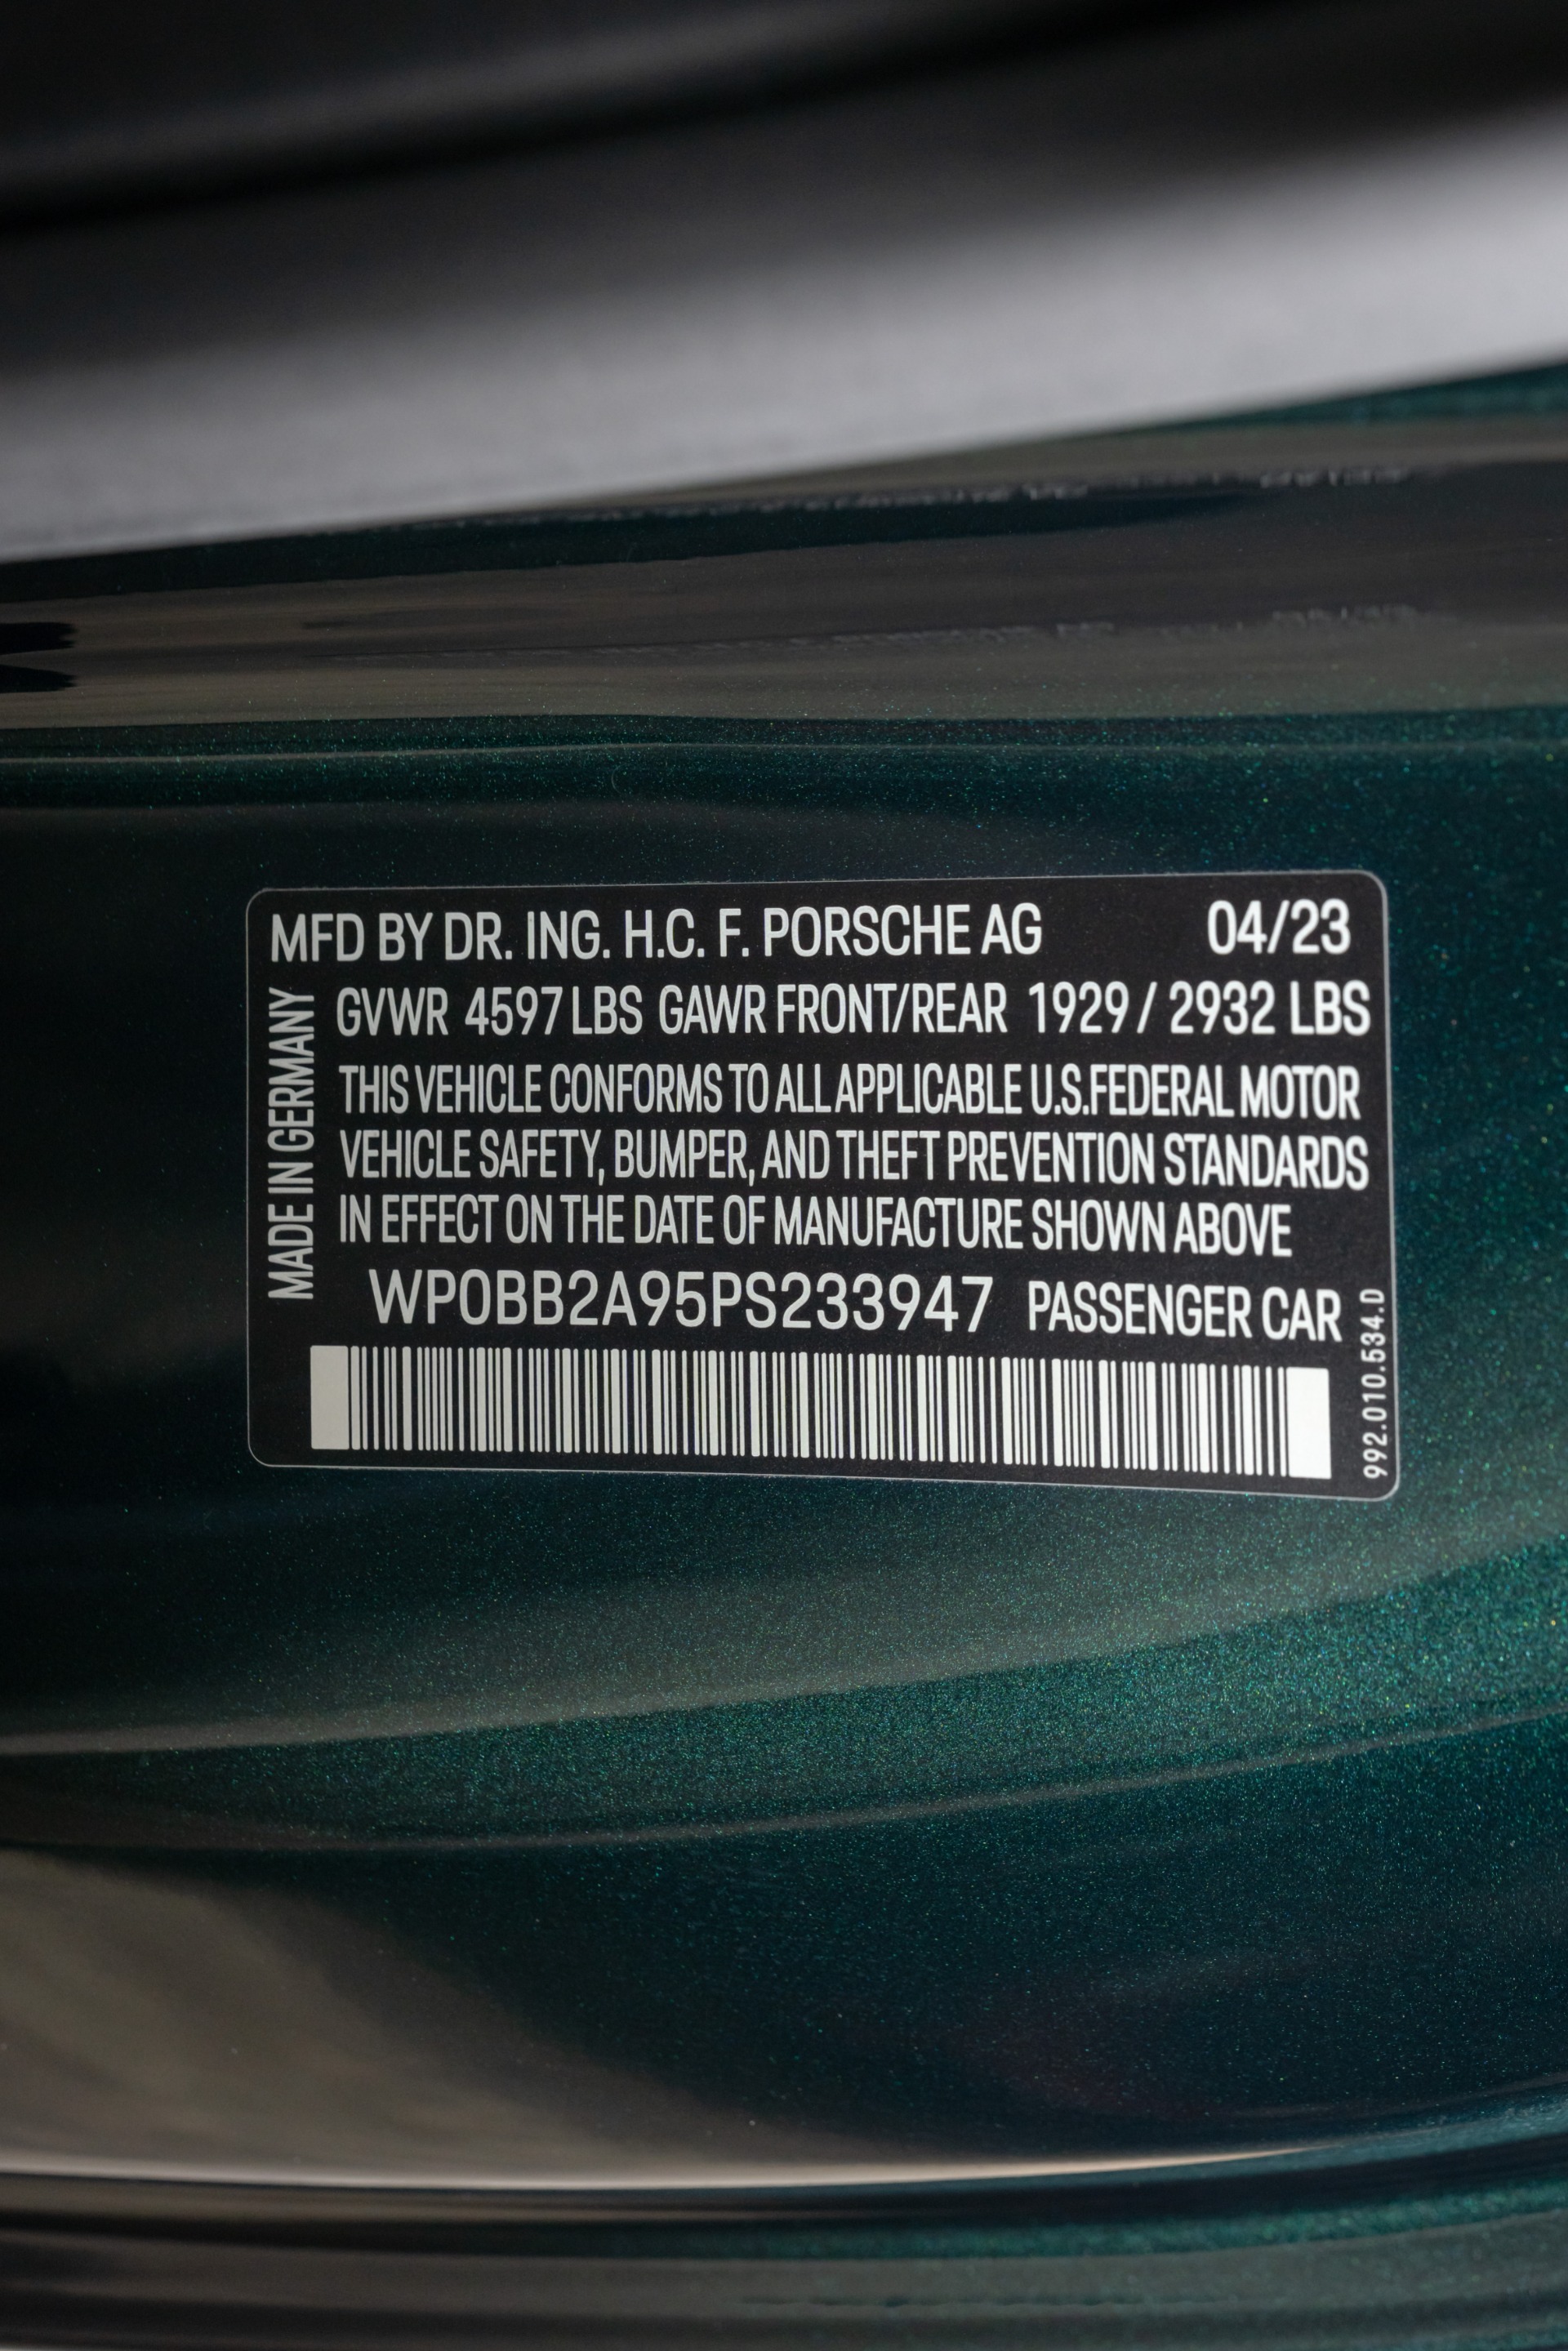 MFD BY DR. ING. H.C. F. PORSCHE AG 04/23
MADE IN GERMANY
GVWR 4597 LBS GAWR FRONT/REAR 1929 / 2932 LBS
THIS VEHICLE CONFORMS TO ALL APPLICABLE U.S.FEDERAL MOTOR
VEHICLE SAFETY, BUMPER, AND THEFT PREVENTION STANDARDS
IN EFFECT ON THE DATE OF MANUFACTURE SHOWN ABOVE
WP0BB2A95PS233947 PASSENGER CAR
992.010.534.D